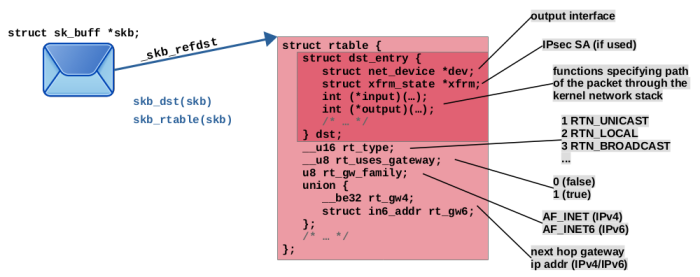 struct sk_buff *skb;
_skb_refdst
skb_dst(skb)
skb_rtable(skb)
struct rtable {
struct dst_entry {
struct net_device *dev;
struct xfrm_state *xfrm;
int (*input)(…);
int (*output)(…);
/* … */
} dst;
__u16 rt_type;
__u8 rt_uses_gateway;
u8 rt_gw_family;
union {
__be32 rt_gw4;
struct in6_addr rt_gw6;
};
/* … */
};
output interface
IPsec SA (if used)
functions specifying path
of the packet through the
kernel network stack
1 RTN_UNICAST
2 RTN_LOCAL
3 RTN_BROADCAST
...
0 (false)
1 (true)
AF_INET (IPv4)
AF_INET6 (IPv6)
next hop gateway
ip addr (IPv4/IPv6)